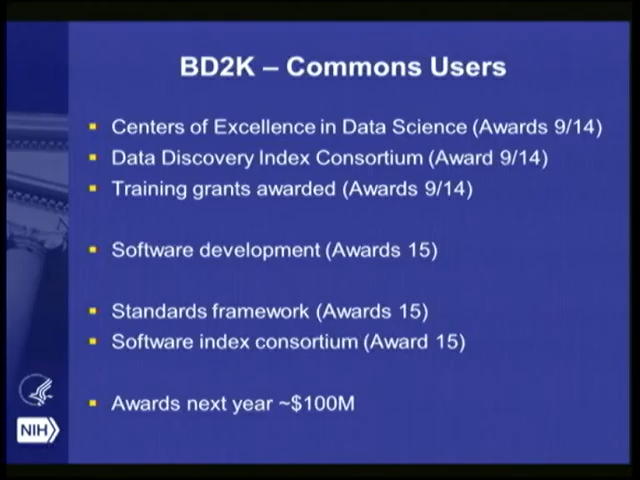 BD2K – Commons Users
Centers of Excellence in Data Science (Awards 9/14)
Data Discovery Index Consortium (Award 9/14)
Training grants awarded (Awards 9/14)
Software development (Awards 15)
Standards framework (Awards 15)
Software index consortium (Award 15)
Awards next year ~$100M
NIH